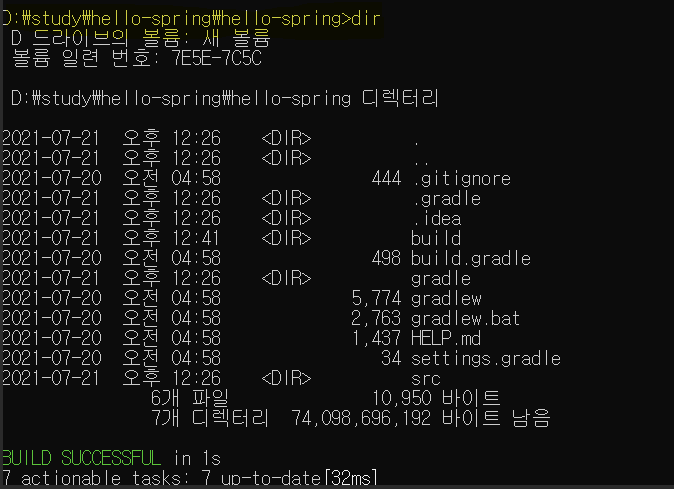 D:₩study₩hello-spring₩hello-spring>dir
D 드라이브의 볼륨: 새 볼륨
볼륨 일련 번호: 7E5E-7C5C
D:₩study₩hello-spring₩hello-spring 디렉터리
2021-07-21 오후 12:26 <DIR> .
2021-07-21 오후 12:26 <DIR> ..
2021-07-20 오전 04:58 444 .gitignore
2021-07-21 오후 12:26 <DIR> .gradle
2021-07-21 오후 12:26 <DIR> .idea
2021-07-21 오후 12:41 <DIR> build
2021-07-20 오전 04:58 498 build.gradle
2021-07-21 오후 12:26 <DIR> gradle
2021-07-20 오전 04:58 5,774 gradlew
2021-07-20 오전 04:58 2,763 gradlew.bat
2021-07-20 오전 04:58 1,437 HELP.md
2021-07-20 오전 04:58 34 settings.gradle
2021-07-21 오후 12:26 <DIR> src
6개 파일 10,950 바이트
7개 디렉터리 74,098,696,192 바이트 남음
BUILD SUCCESSFUL in 1s
7 actionable tasks: 7 up-to-date[32ms]